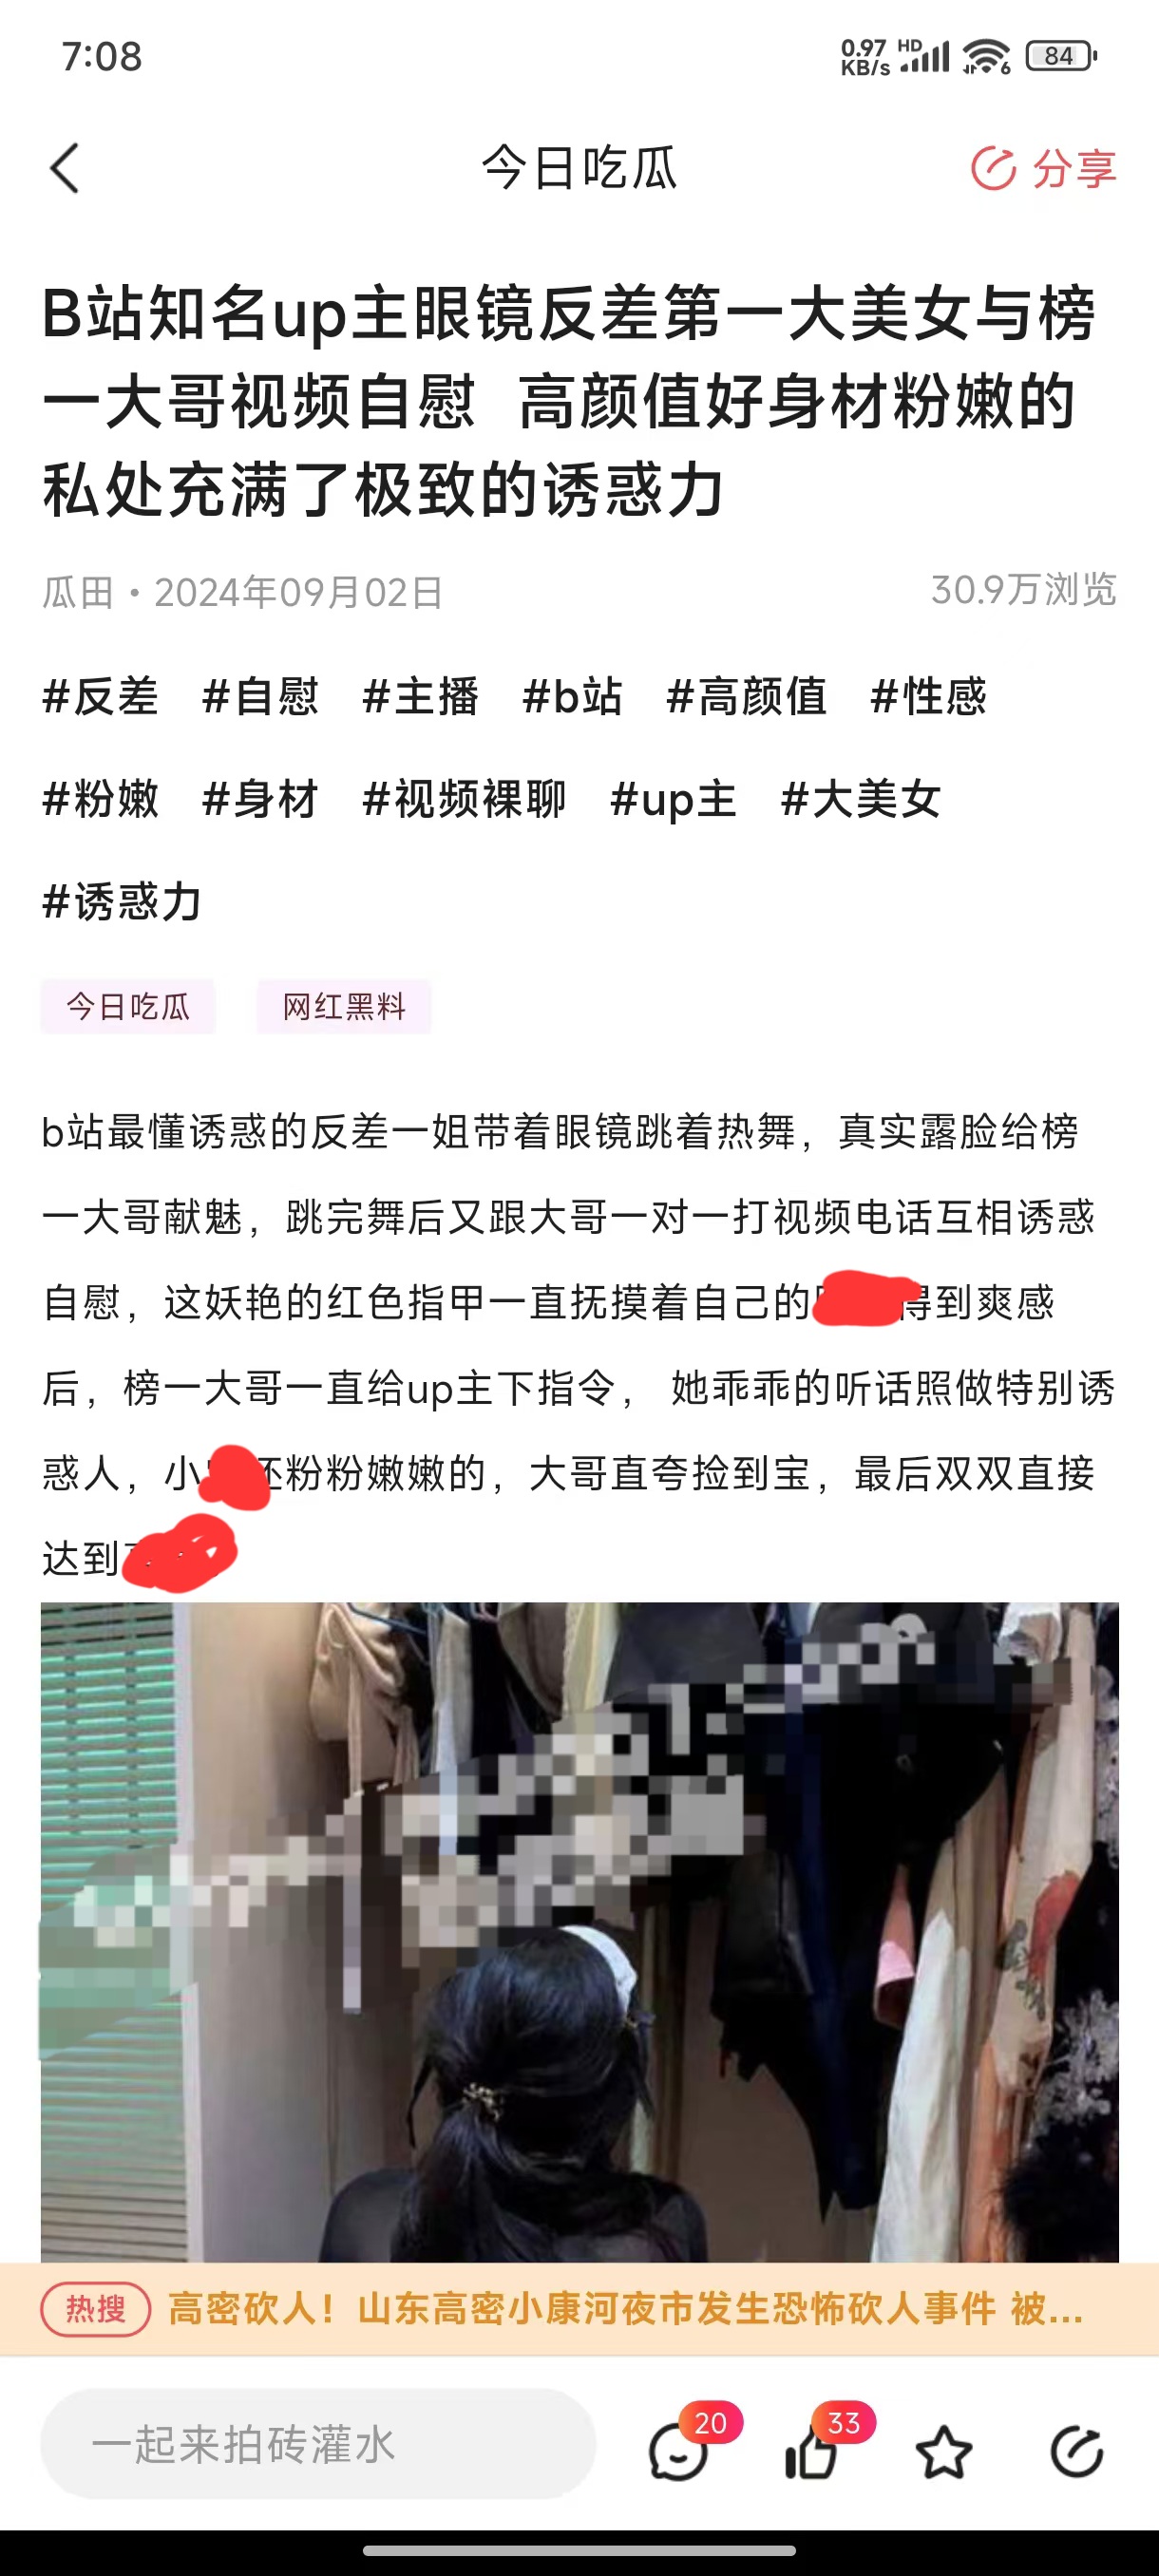 7:08
0.97 KB/s HD 6 84
今日吃瓜 分享
B站知名up主眼镜反差第一大美女与榜
一大哥视频自慰 高颜值好身材粉嫩的
私处充满了极致的诱惑力
瓜田・2024年09月02日 30.9万浏览
#反差 #自慰 #主播 #b站 #高颜值 #性感
#粉嫩 #身材 #视频裸聊 #up主 #大美女
#诱惑力
今日吃瓜 网红黑料
b站最懂诱惑的反差一姐带着眼镜跳着热舞，真实露脸给榜
一大哥献魅，跳完舞后又跟大哥一对一打视频电话互相诱惑
自慰，这妖艳的红色指甲一直抚摸着自己的 得到爽感
后，榜一大哥一直给up主下指令， 她乖乖的听话照做特别诱
惑人，小 还粉粉嫩嫩的，大哥直夸捡到宝，最后双双直接
达到
热搜 高密砍人！山东高密小康河夜市发生恐怖砍人事件 被...
一起来拍砖灌水 20 33